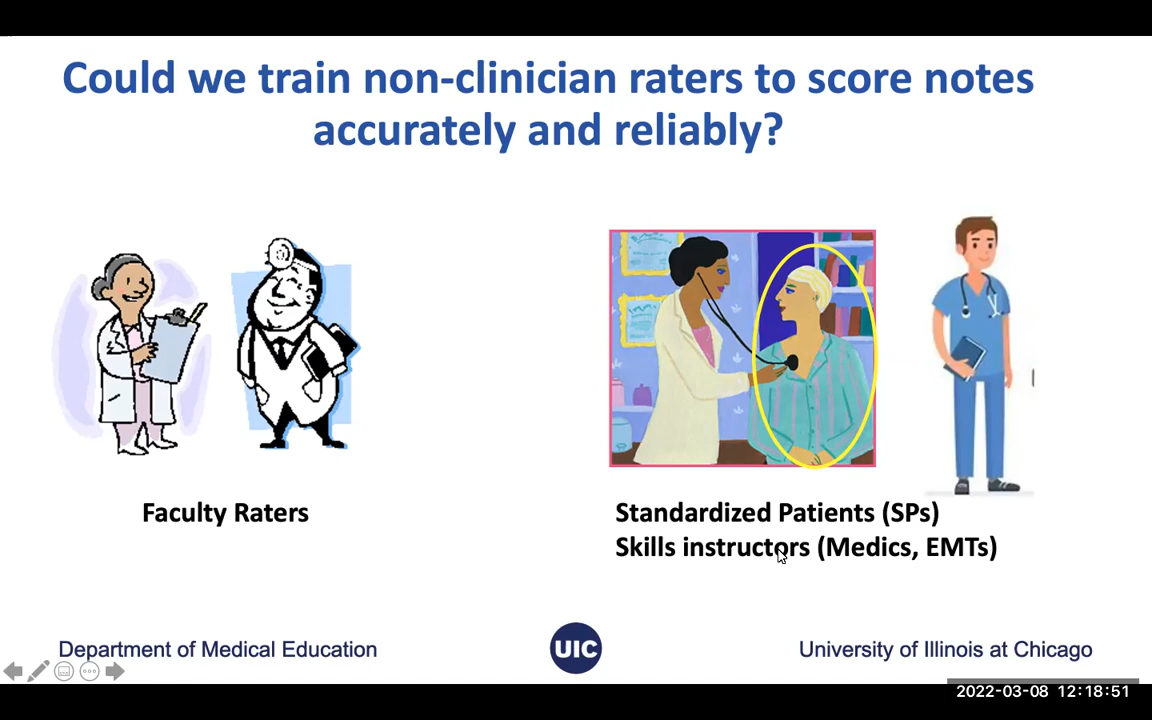 Could we train non-clinician raters to score notes
accurately and reliably?
Faculty Raters
Standardized Patients (SPs)
Skills instructors (Medics, EMTs)
Department of Medical Education
UIC
University of Illinois at Chicago
2022-03-08 12:18:51